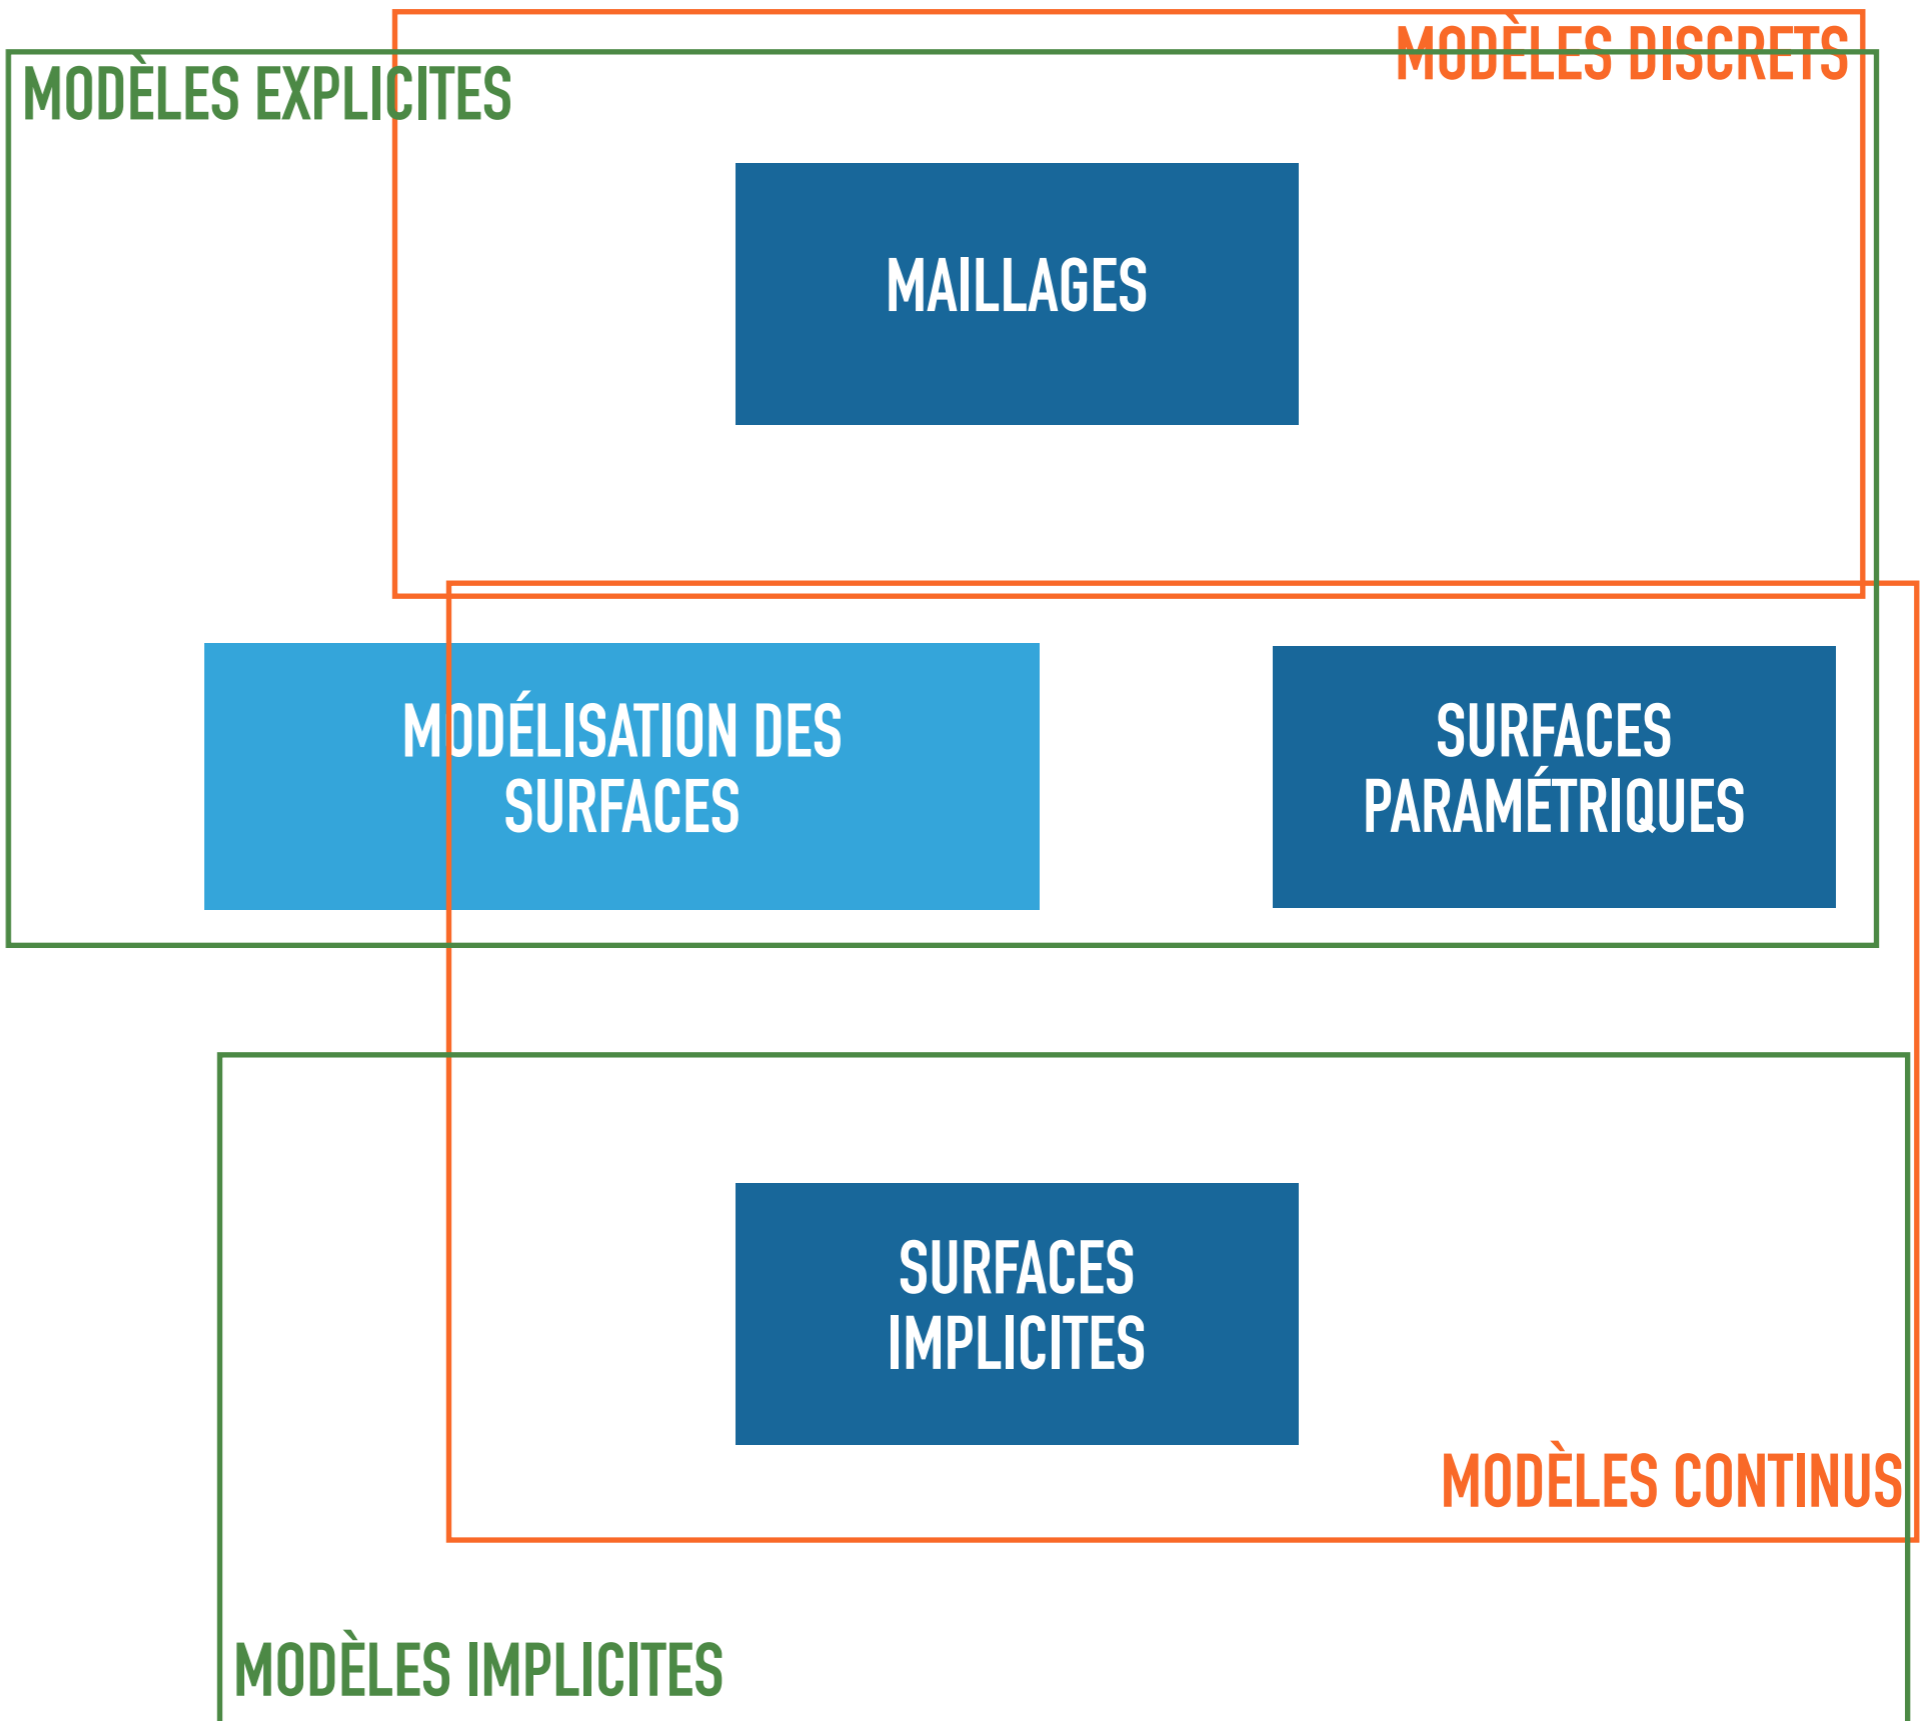 MODÈLES DISCRETS
MODÈLES EXPLICITES
MAILLAGES
MODÉLISATION DES
SURFACES
SURFACES
PARAMÉTRIQUES
SURFACES
IMPLICITES
MODÈLES CONTINUS
MODÈLES IMPLICITES